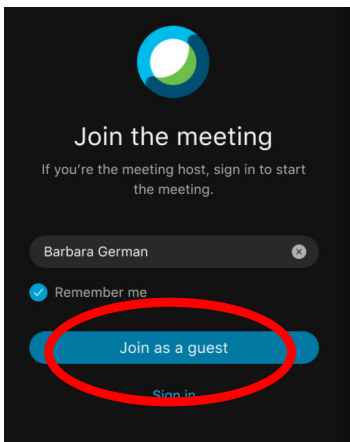 Join the meeting
If you're the meeting host, sign in to start
the meeting.
Barbara German
Remember me
Join as a guest
Sign in